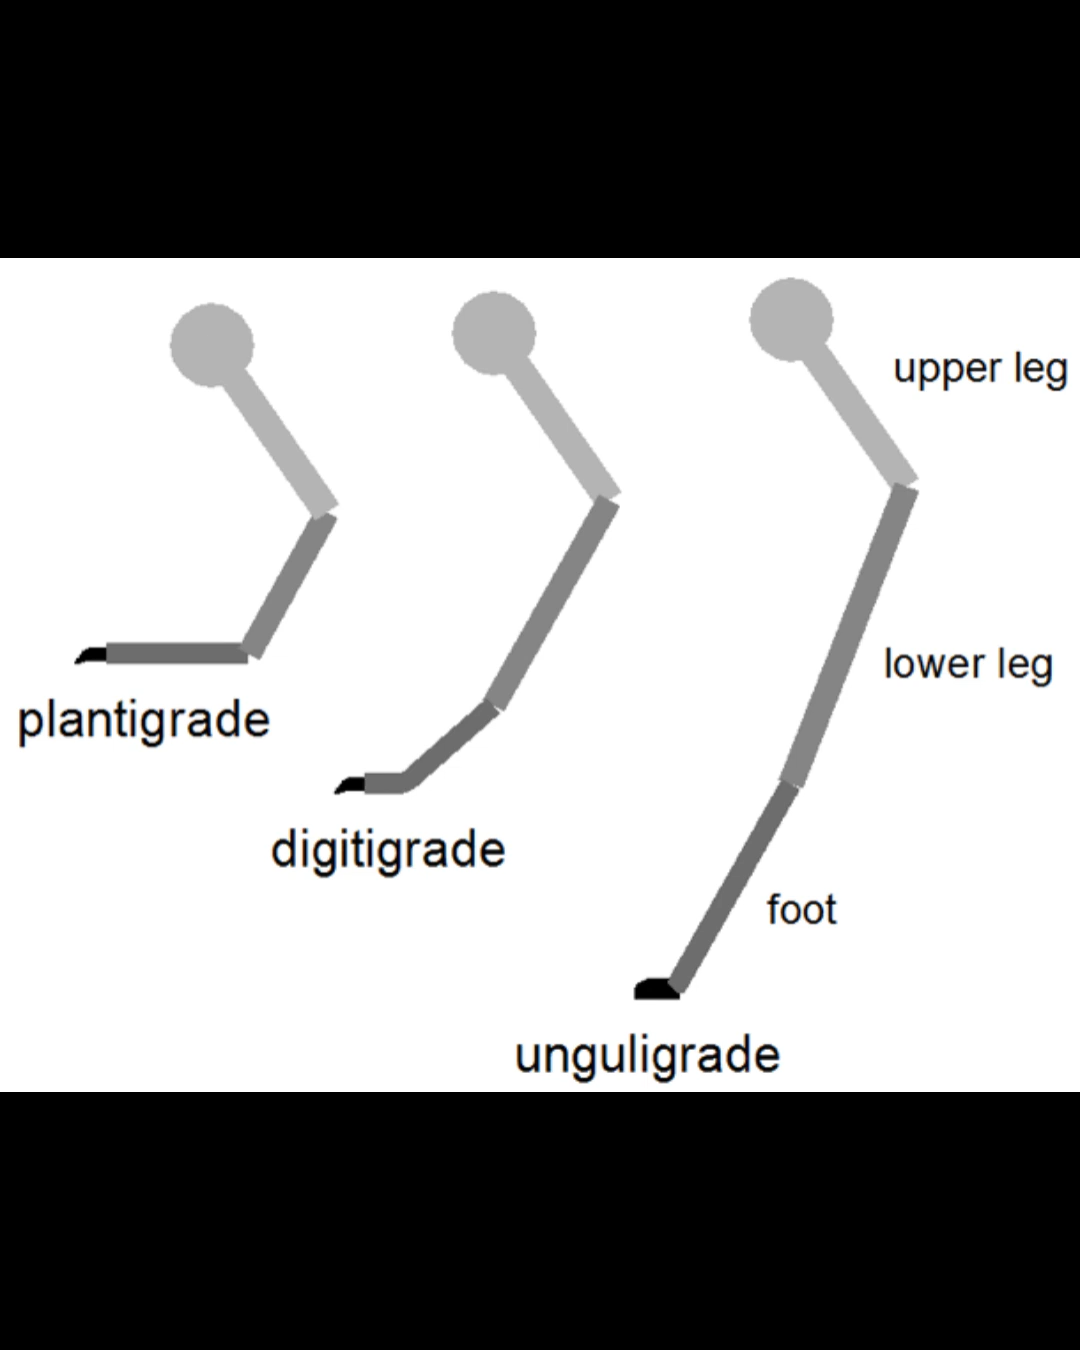 upper leg
lower leg
plantigrade
digitigrade
foot
unguligrade